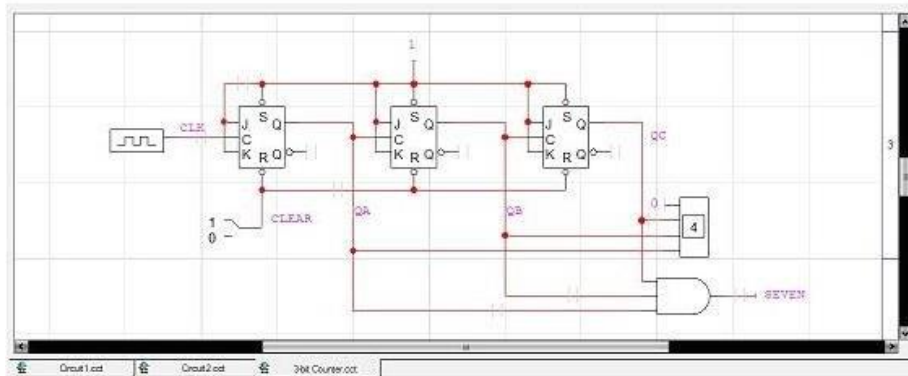 1
S
J Q
C
K R Q
S
J Q
C
K R Q
S
J Q
C
K R Q
CLK
QC
3
1
0
CLEAR
QA
QB
0
4
SEVEN
Circuit1.cct
Circuit2.cct
3-bit Counter.cct